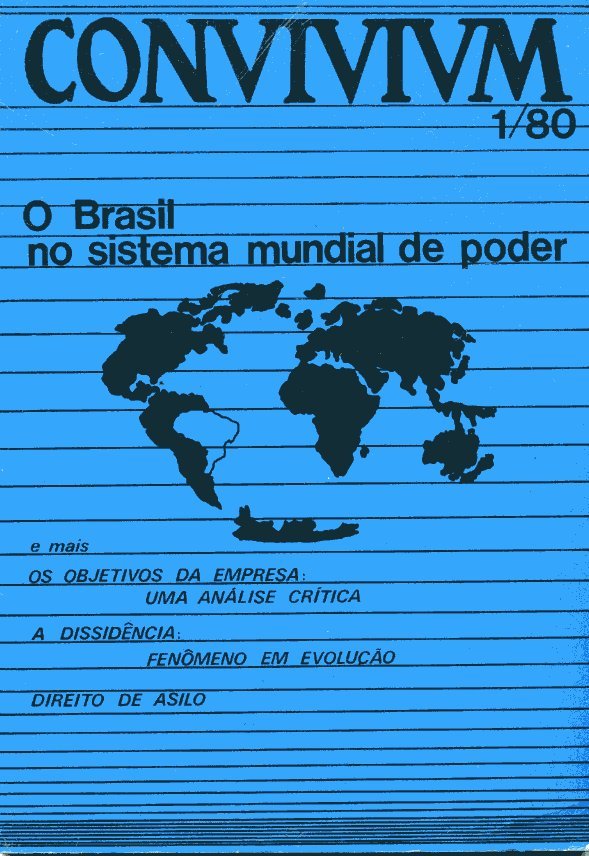 CONVIVIVM
1/80
O Brasil
no sistema mundial de poder
e mais
OS OBJETIVOS DA EMPRESA:
UMA ANÁLISE CRÍTICA
A DISSIDÊNCIA:
FENÔMENO EM EVOLUÇÃO
DIREITO DE ASILO